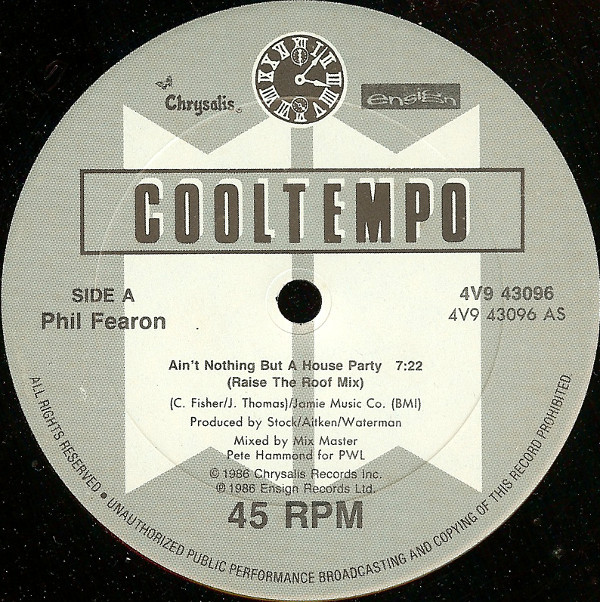 Chrysalis
Ensign
COOLTEMPO
SIDE A
Phil Fearon
4V9 43096
4V9 43096 AS
Ain't Nothing But A House Party 7:22
(Raise The Roof Mix)
(C. Fisher/J. Thomas)/Jamie Music Co. (BMI)
Produced by Stock/Aitken/Waterman
Mixed by Mix Master
Pete Hammond for PWL
© 1986 Chrysalis Records Inc.
℗ 1986 Ensign Records Ltd.
45 RPM
ALL RIGHTS RESERVED • UNAUTHORIZED PUBLIC PERFORMANCE BROADCASTING AND COPYING OF THIS RECORD PROHIBITED